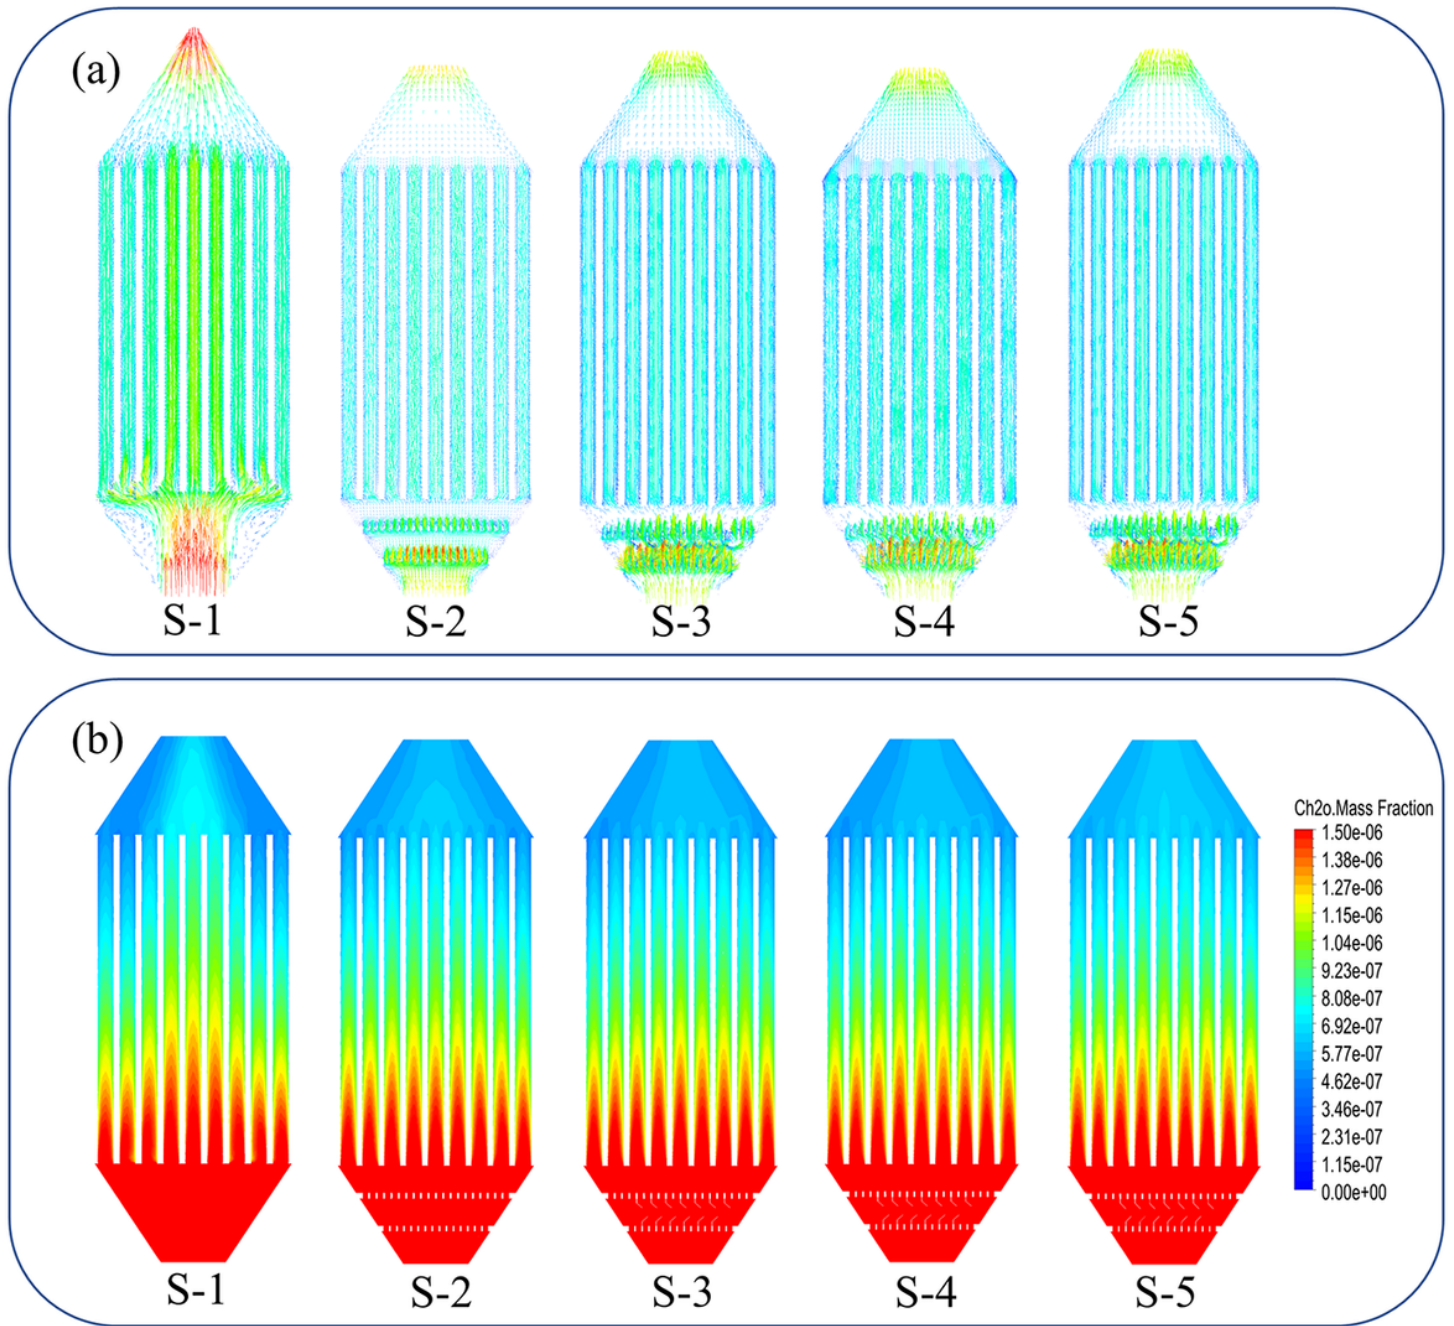 (a)
S-1 S-2 S-3 S-4 S-5
(b)
Ch2o.Mass Fraction
1.50e-06
1.38e-06
1.27e-06
1.15e-06
1.04e-06
9.23e-07
8.08e-07
6.92e-07
5.77e-07
4.62e-07
3.46e-07
2.31e-07
1.15e-07
0.00e+00
S-1 S-2 S-3 S-4 S-5